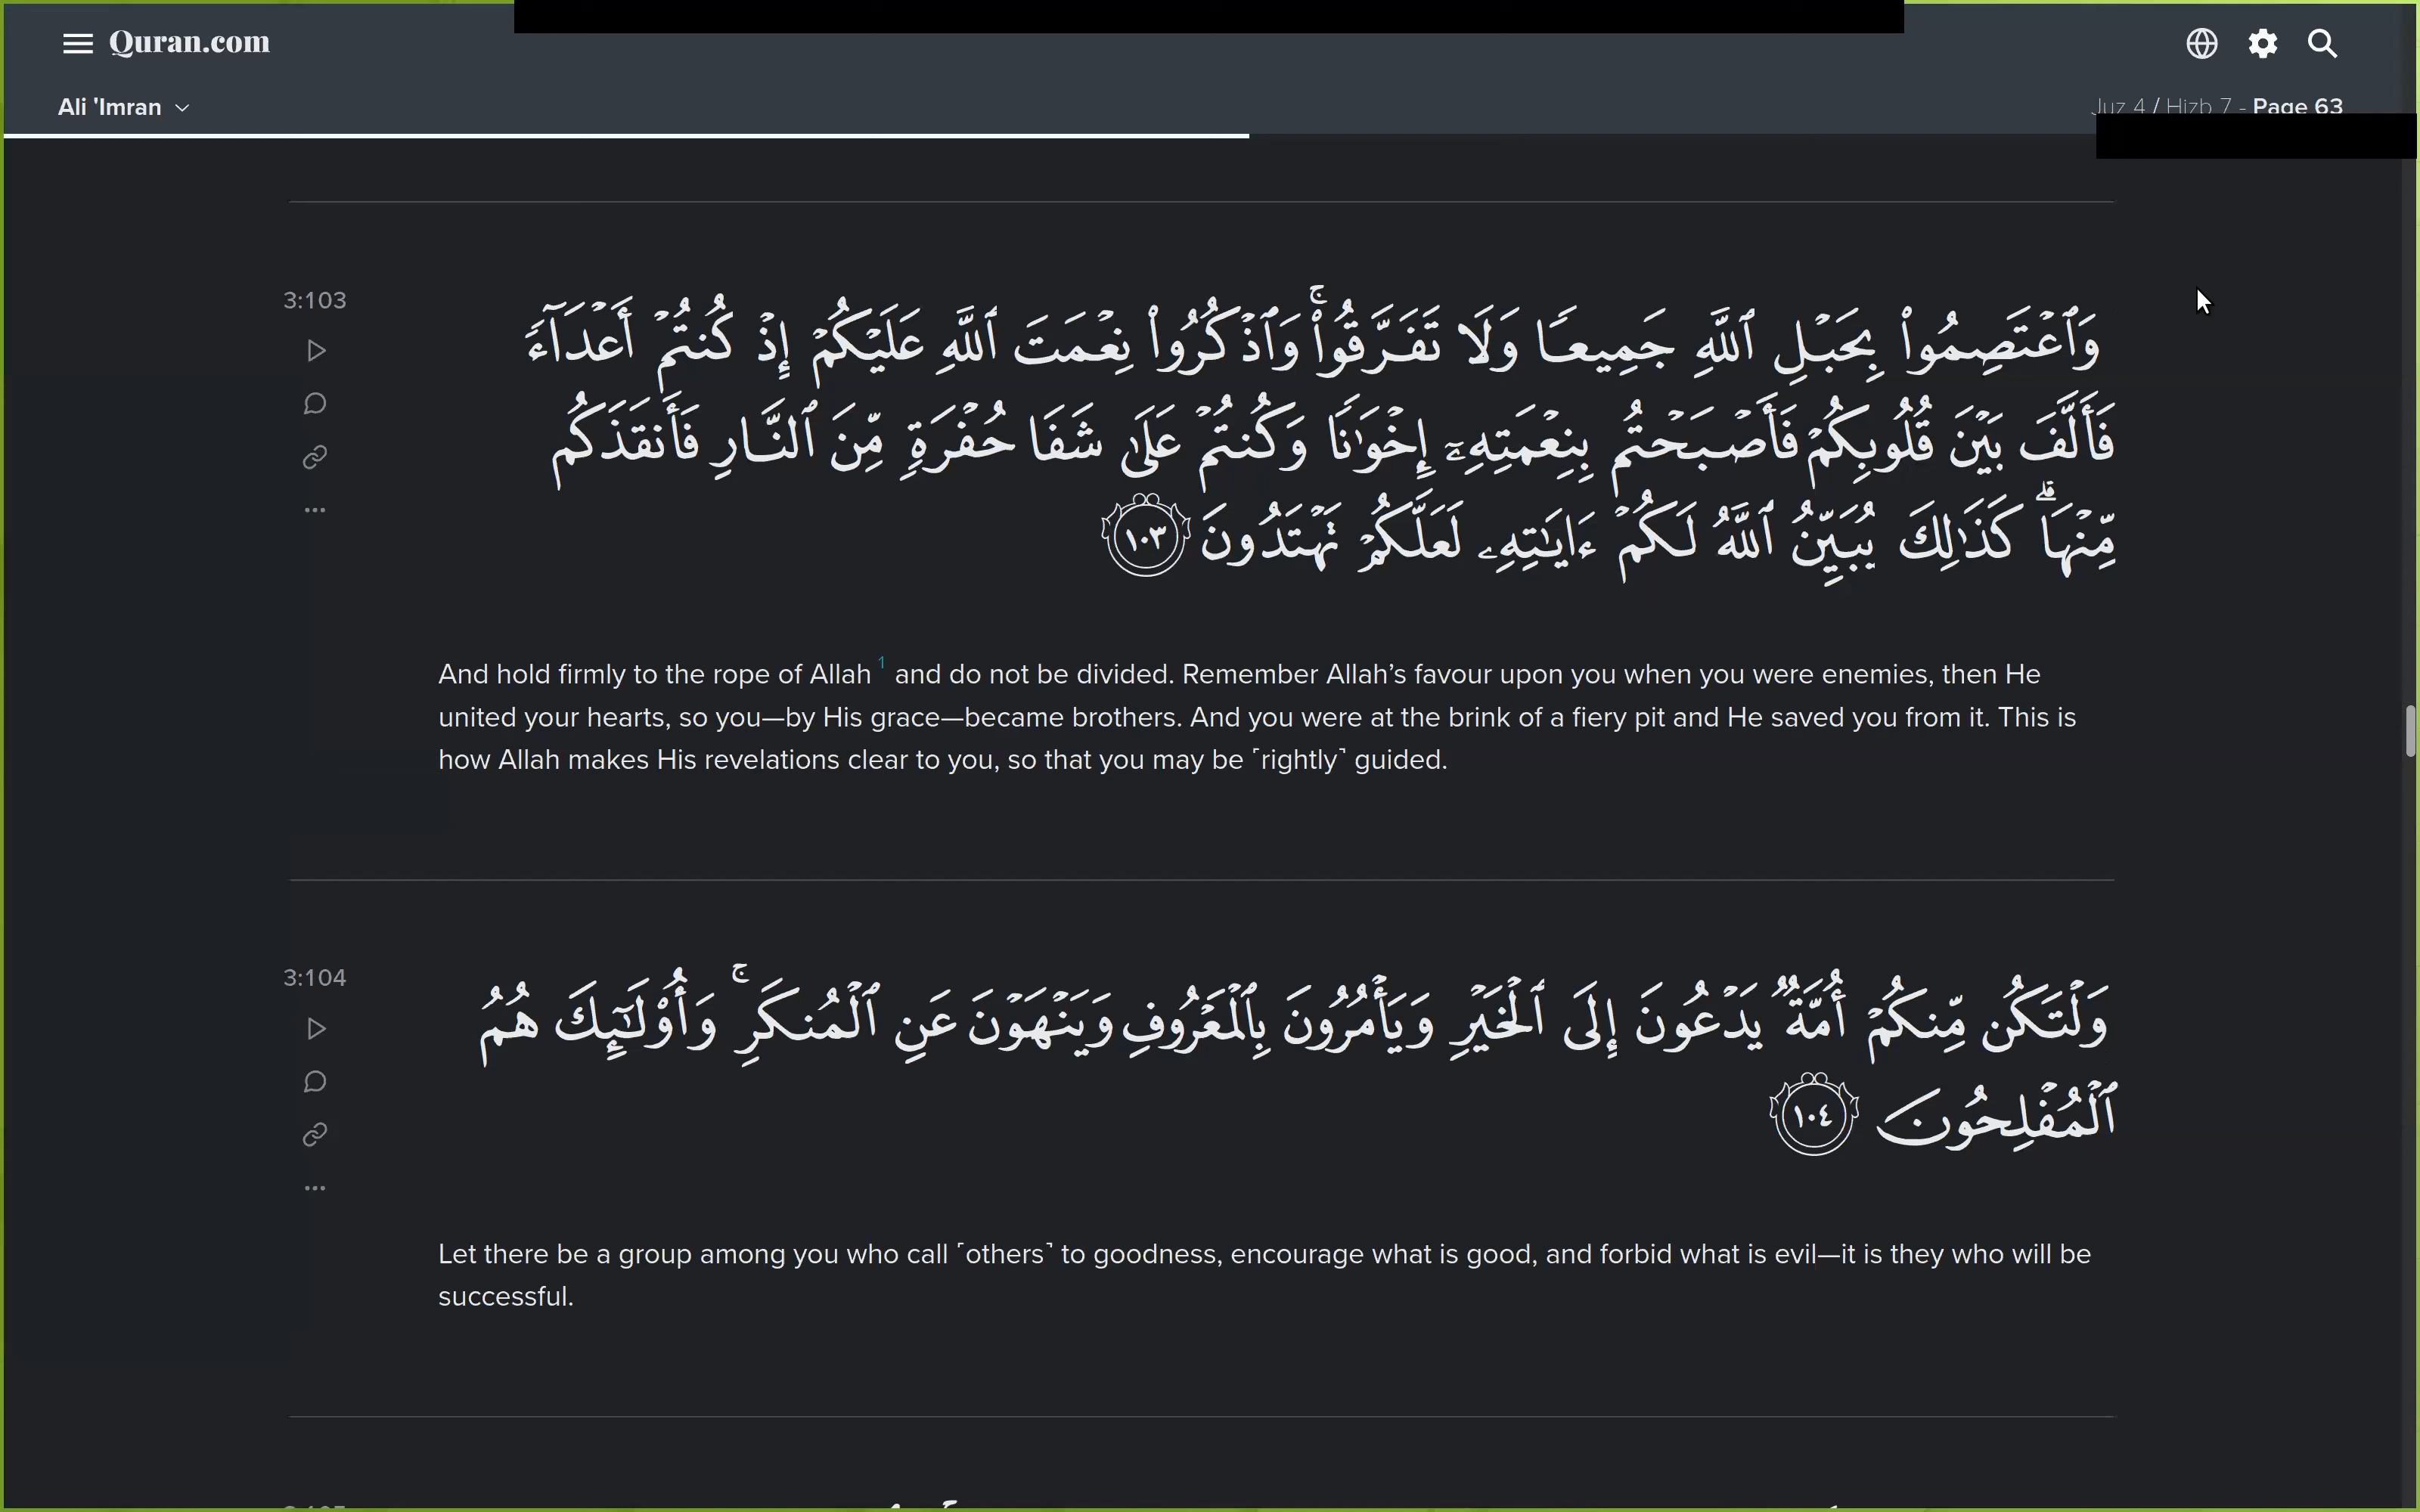 Quran.com
Ali 'Imran
Juz 4 / Hizb 7 - Page 63
3:103
وَٱعْتَصِمُوا۟ بِحَبْلِ ٱللَّهِ جَمِيعًا وَلَا تَفَرَّقُوا۟ ۚ وَٱذْكُرُوا۟ نِعْمَتَ ٱللَّهِ عَلَيْكُمْ إِذْ كُنتُمْ أَعْدَآءً
فَأَلَّفَ بَيْنَ قُلُوبِكُمْ فَأَصْبَحْتُم بِنِعْمَتِهِۦٓ إِخْوَٰنًا وَكُنتُمْ عَلَىٰ شَفَا حُفْرَةٍ مِّنَ ٱلنَّارِ فَأَنقَذَكُم
مِّنْهَا ۗ كَذَٰلِكَ يُبَيِّنُ ٱللَّهُ لَكُمْ ءَايَـٰتِهِۦ لَعَلَّكُمْ تَهْتَدُونَ ١٠٣
And hold firmly to the rope of Allah 1 and do not be divided. Remember Allah’s favour upon you when you were enemies, then He
united your hearts, so you—by His grace—became brothers. And you were at the brink of a fiery pit and He saved you from it. This is
how Allah makes His revelations clear to you, so that you may be ˹rightly˺ guided.
3:104
وَلْتَكُن مِّنكُمْ أُمَّةٌ يَدْعُونَ إِلَى ٱلْخَيْرِ وَيَأْمُرُونَ بِٱلْمَعْرُوفِ وَيَنْهَوْنَ عَنِ ٱلْمُنكَرِ ۚ وَأُو۟لَـٰٓئِكَ هُمُ
ٱلْمُفْلِحُونَ ١٠٤
Let there be a group among you who call ˹others˺ to goodness, encourage what is good, and forbid what is evil—it is they who will be
successful.